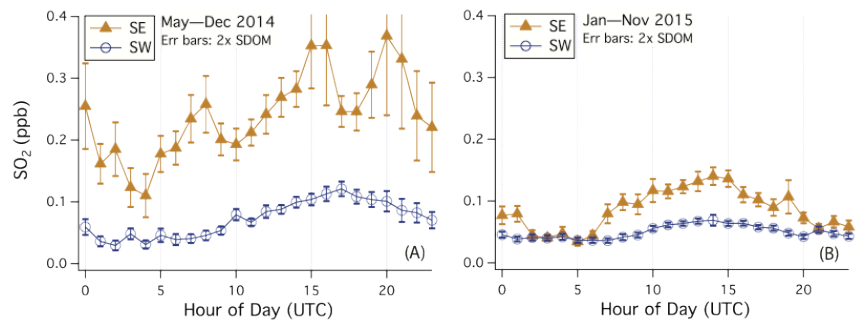 May—Dec 2014
SE
SW
Err bars: 2x SDOM
0.4
0.3
0.2
0.1
0.0
SO₂ (ppb)
0
5
10
15
20
Hour of Day (UTC)
(A)
Jan—Nov 2015
SE
SW
Err bars: 2x SDOM
0.4
0.3
0.2
0.1
0.0
0
5
10
15
20
Hour of Day (UTC)
(B)